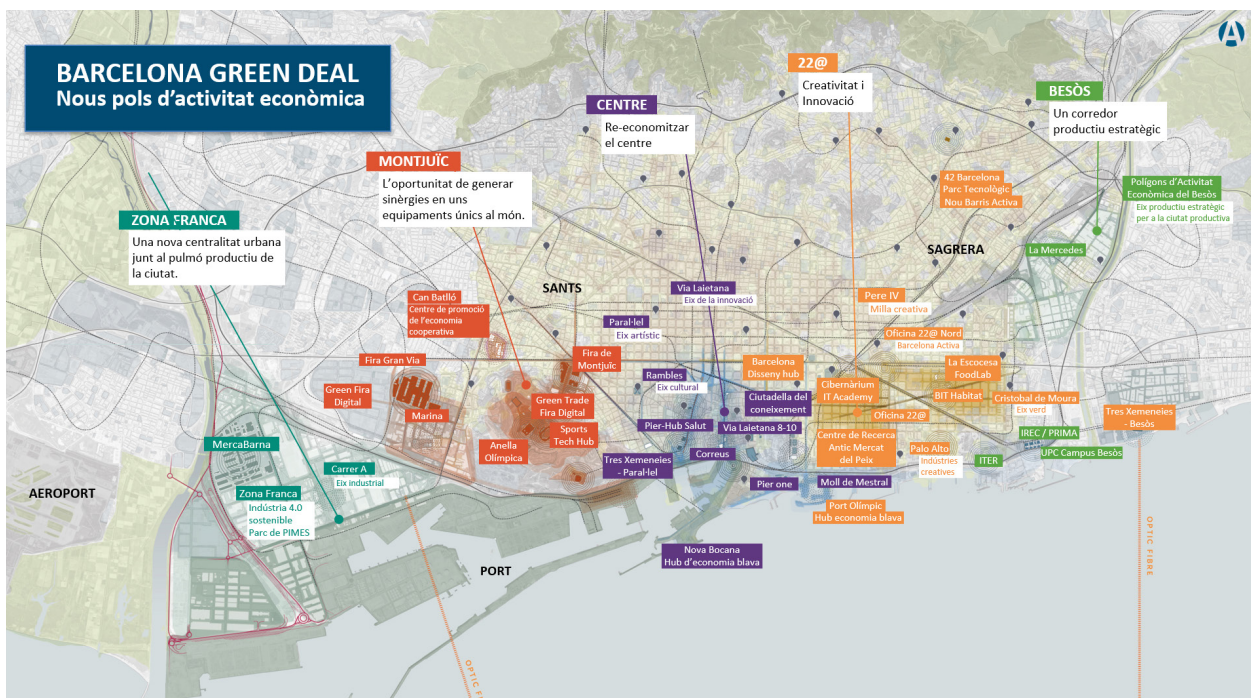 BARCELONA GREEN DEAL
Nous pols d'activitat econòmica
22@
Creativitat i
Innovació
BESÒS
Un corredor
productiu estratègic
CENTRE
Re-economitzar
el centre
MONTJUÏC
L'oportunitat de generar
sinèrgies en uns
equipaments únics al món.
ZONA FRANCA
Una nova centralitat urbana
junt al pulmó productiu de
la ciutat.
42 Barcelona
Parc Tecnològic
Nou Barris Activa
Polígons d'Activitat
Econòmica del Besòs
Eix productiu estratègic
per a la ciutat productiva
La Mercedes
SAGRERA
SANTS
Via Laietana
Eix de la innovació
Can Batlló
Centre de promoció
de l'economia
cooperativa
Pere IV
Milla creativa
Paral·lel
Eix artístic
Oficina 22@ Nord
Barcelona Activa
Fira Gran Via
Fira de
Montjuïc
Barcelona
Disseny hub
La Escocesa
FoodLab
Rambles
Eix cultural
Green Fira
Digital
Marina
Green Trade
Fira Digital
Ciutadella del
coneixement
Cibernàrium
IT Academy
BIT Habitat
Cristobal de Moura
Eix verd
Oficina 22@
Tres Xemeneies
- Besòs
Sports
Tech Hub
Pier-Hub Salut
Via Laietana 8-10
IREC / PRIMA
MercaBarna
Anella
Olímpica
Correus
Centre de Recerca
Antic Mercat
del Peix
Palo Alto
Indústries
creatives
UPC Campus Besòs
ITER
Tres Xemeneies
- Paral·lel
Carrer A
Eix industrial
Pier one
Moll de Mestral
AEROPORT
Zona Franca
Indústria 4.0
sostenible
Parc de PIMES
Port Olímpic
Hub economia blava
OPTIC FIBRE
Nova Bocana
Hub d'economia blava
PORT
OPTIC FI